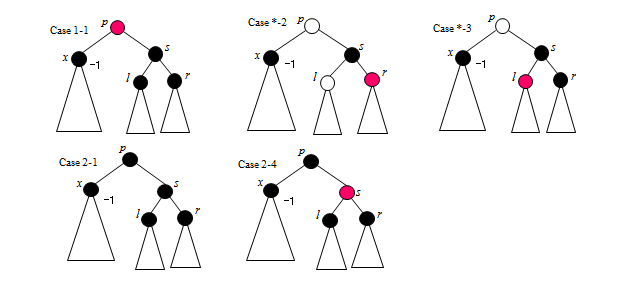 Case 1-1 p
x -1 s
l r
Case *-2 p
x -1 s
l r
Case *-3 p
x -1 s
l r
Case 2-1 p
x -1 s
l r
Case 2-4 p
x -1 s
l r